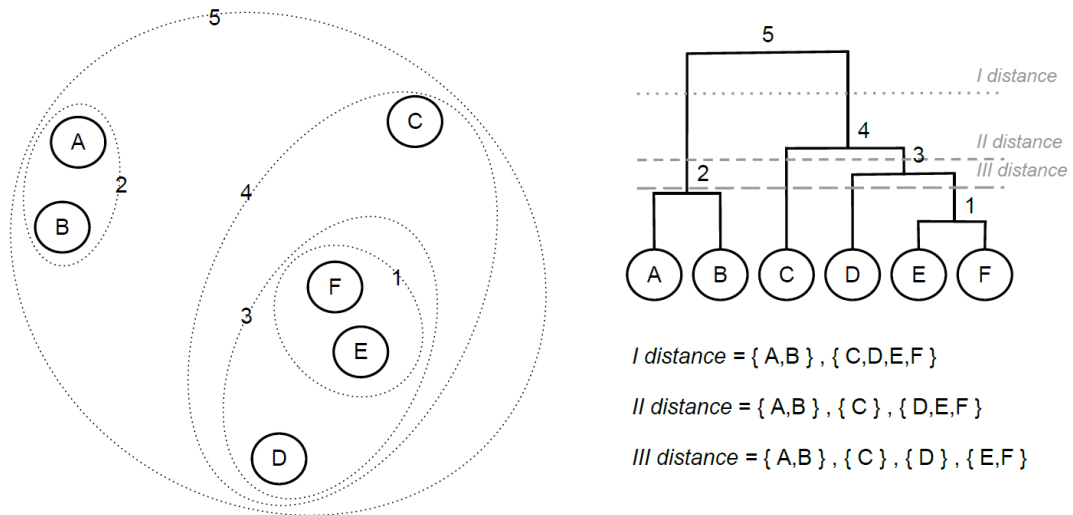 5
A
B
2
C
4
F
1
3
E
D
5
I distance
4
II distance
3
2
III distance
1
A B C D E F
I distance = { A,B } , { C,D,E,F }
II distance = { A,B } , { C } , { D,E,F }
III distance = { A,B } , { C } , { D } , { E,F }